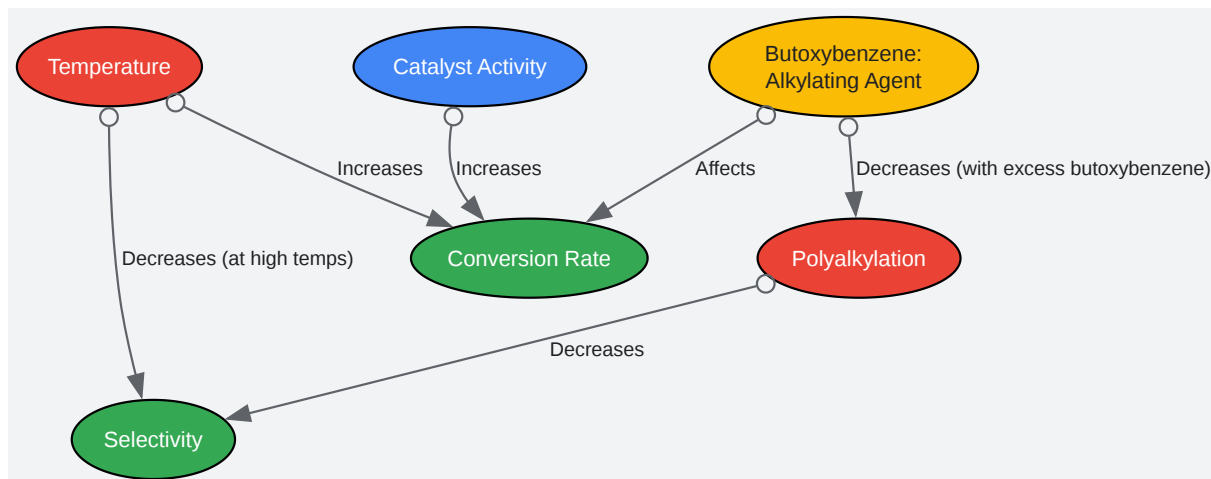 Temperature
Catalyst Activity
Butoxybenzene:
Alkylating Agent
Increases
Increases
Affects
Decreases (with excess butoxybenzene)
Decreases (at high temps)
Conversion Rate
Polyalkylation
Decreases
Selectivity